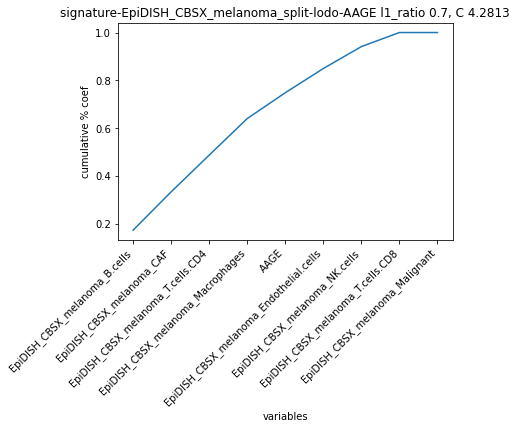 signature-EpiDISH_CBSX_melanoma_split-lodo-AAGE l1_ratio 0.7, C 4.2813
1.0
0.8
0.6
0.4
0.2
cumulative % coef
EpiDISH_CBSX_melanoma_B.cells
EpiDISH_CBSX_melanoma_CAF
EpiDISH_CBSX_melanoma_T.cells.CD4
EpiDISH_CBSX_melanoma_Macrophages
AAGE
EpiDISH_CBSX_melanoma_Endothelial.cells
EpiDISH_CBSX_melanoma_NK.cells
EpiDISH_CBSX_melanoma_T.cells.CD8
EpiDISH_CBSX_melanoma_Malignant
variables